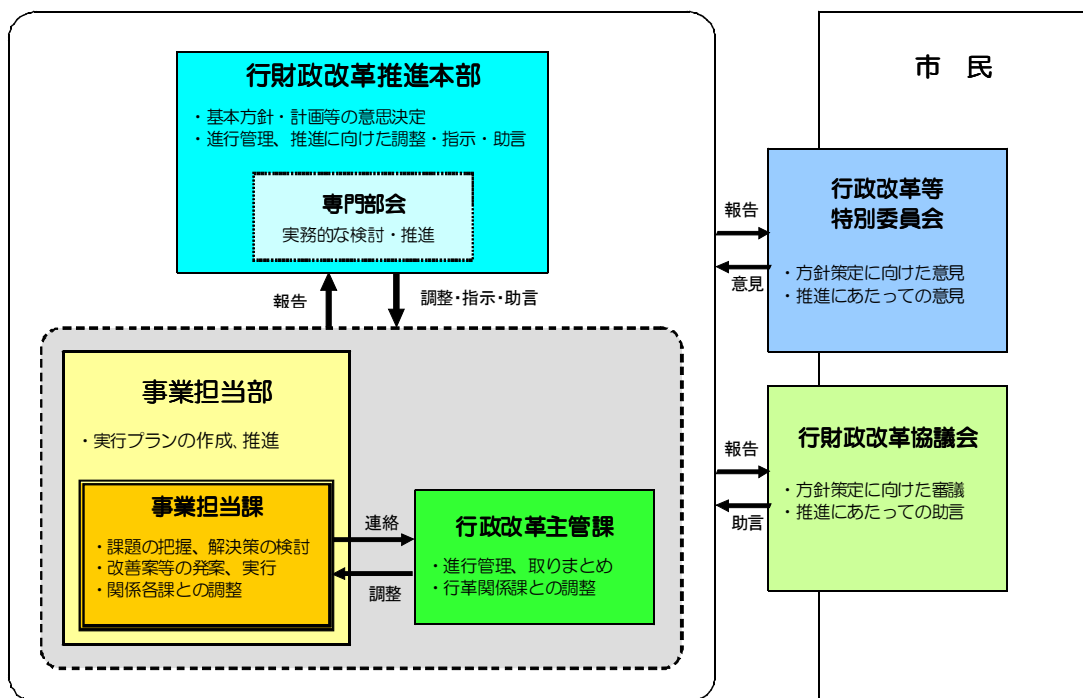 行財政改革推進本部
・基本方針・計画等の意思決定
・進行管理、推進に向けた調整・指示・助言
専門部会
実務的な検討・推進
報告
調整・指示・助言
事業担当部
・実行プランの作成、推進
事業担当課
・課題の把握、解決策の検討
・改善案等の発案、実行
・関係各課との調整
連絡
調整
行政改革主管課
・進行管理、取りまとめ
・行革関係課との調整
市 民
報告
意見
行政改革等
特別委員会
・方針策定に向けた意見
・推進にあたっての意見
報告
助言
行財政改革協議会
・方針策定に向けた審議
・推進にあたっての助言